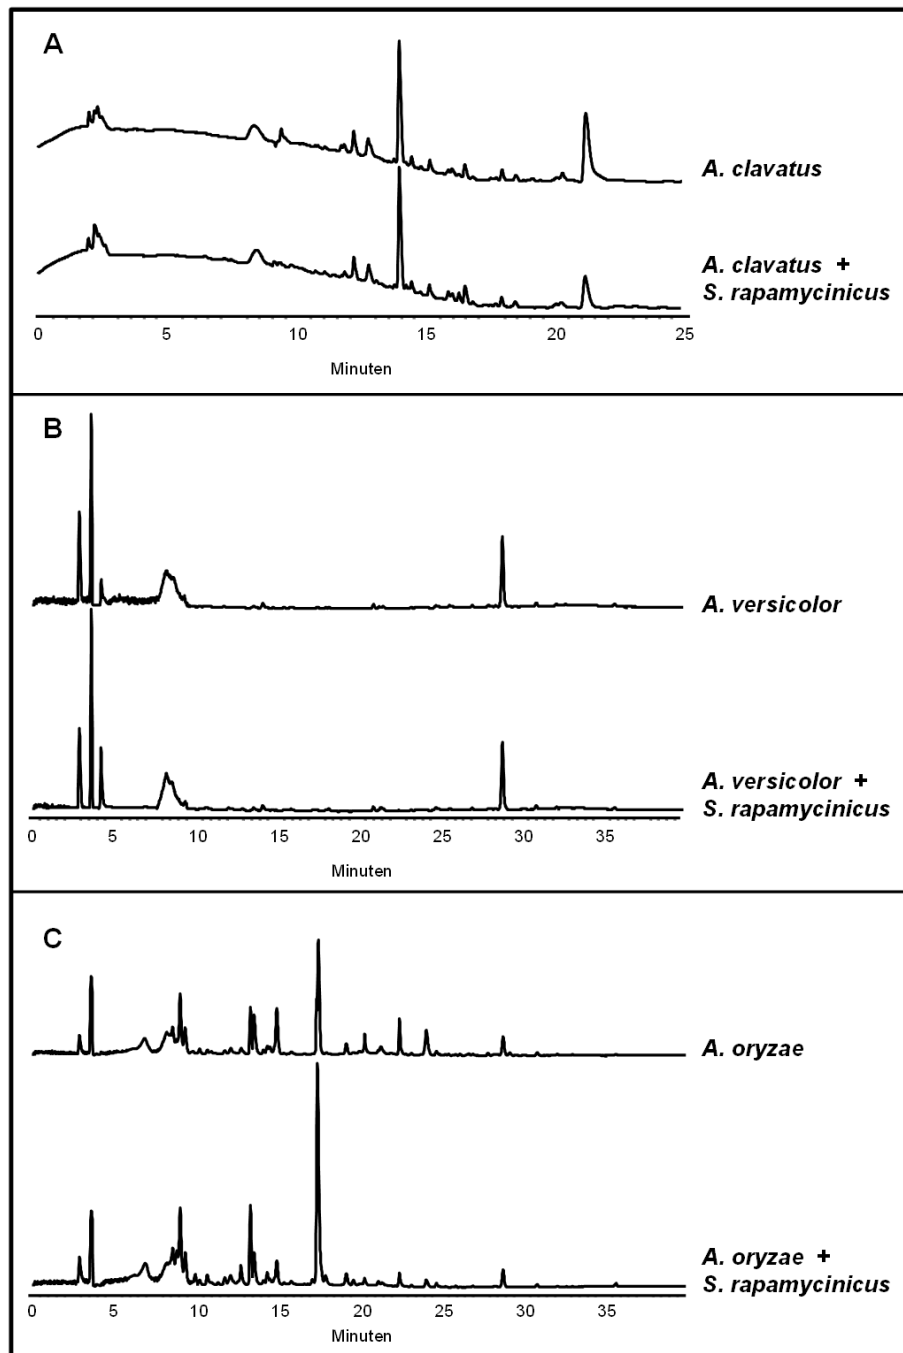 A
A. clavatus
A. clavatus +
S. rapamycinicus
0 5 10 15 20 25
Minuten
B
A. versicolor
A. versicolor +
S. rapamycinicus
0 5 10 15 20 25 30 35
Minuten
C
A. oryzae
A. oryzae +
S. rapamycinicus
0 5 10 15 20 25 30 35
Minuten